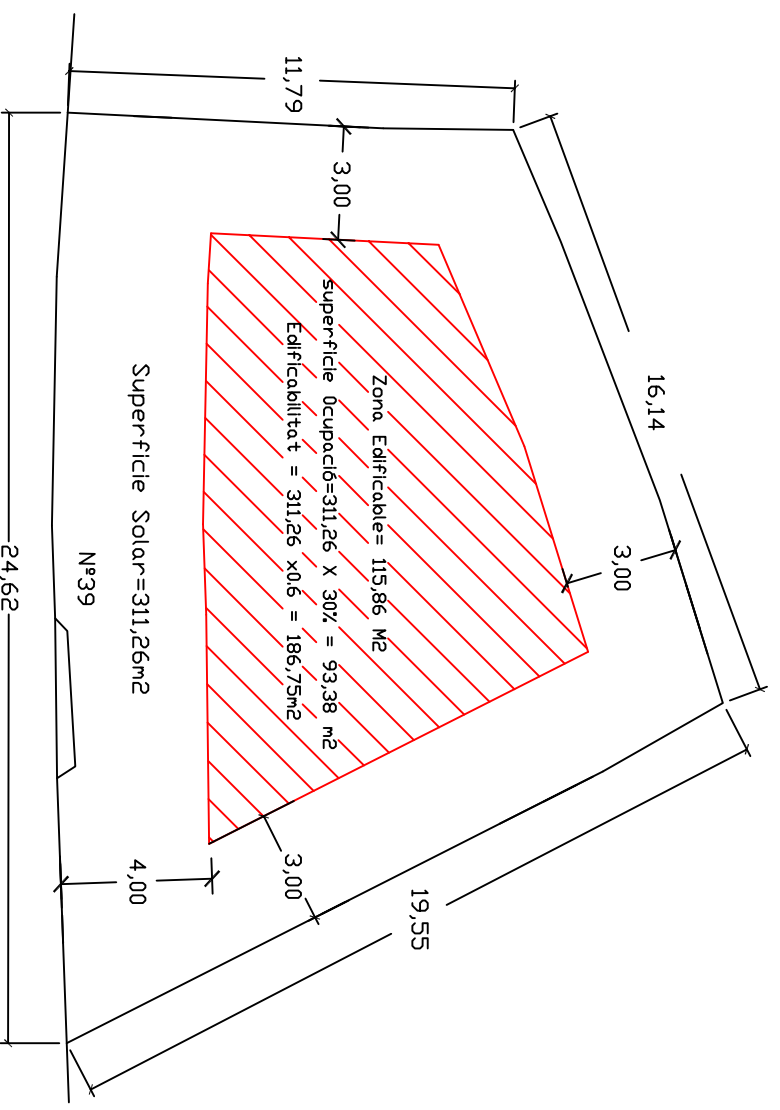 11,79
16,14
3,00
3,00
Zona Edificable= 115,86 M2
superficie Ocupació=311,26 X 30% = 93,38 m2
Edificabilitat = 311,26 x0.6 = 186,75m2
Superficie Solar=311,26m2
Nº39
24,62
4,00
3,00
19,55